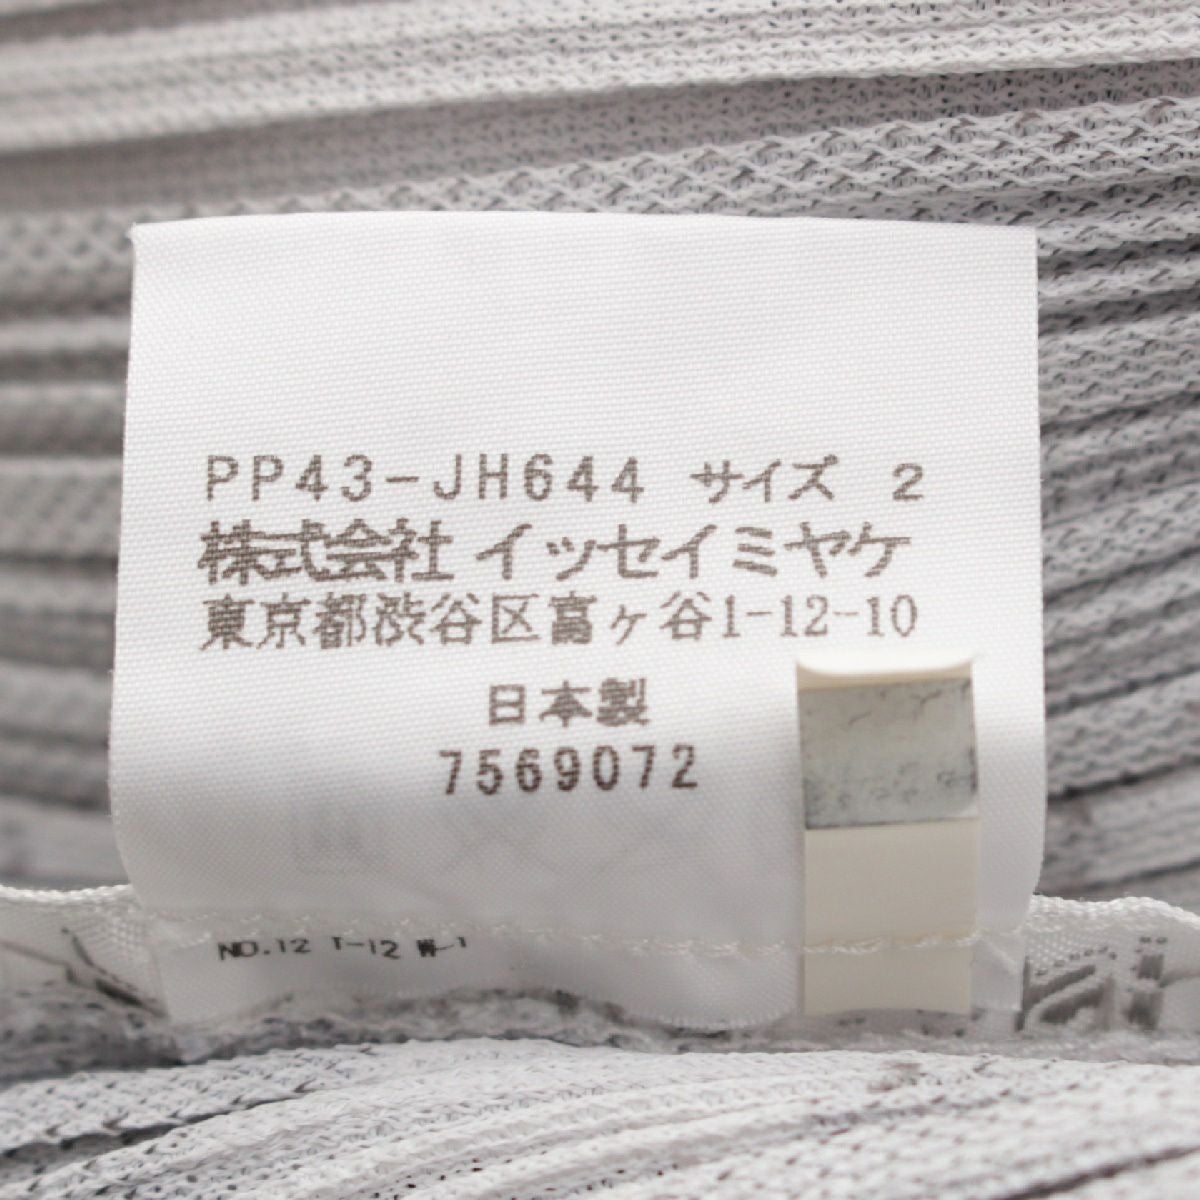 PP43-JH644 サイズ 2
株式会社 イッセイミヤケ
東京都渋谷区富ヶ谷1-12-10
日本製
7569072
NO.12 T-12 W-1